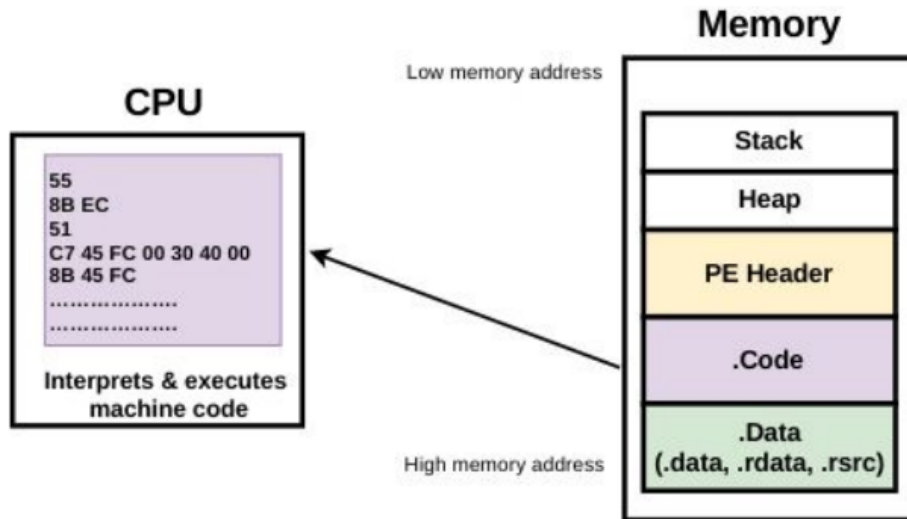 Memory
Low memory address
CPU
Stack
55
8B EC
51
C7 45 FC 00 30 40 00
8B 45 FC
...................
...................
Heap
PE Header
.Code
Interprets & executes
machine code
.Data
(.data, .rdata, .rsrc)
High memory address